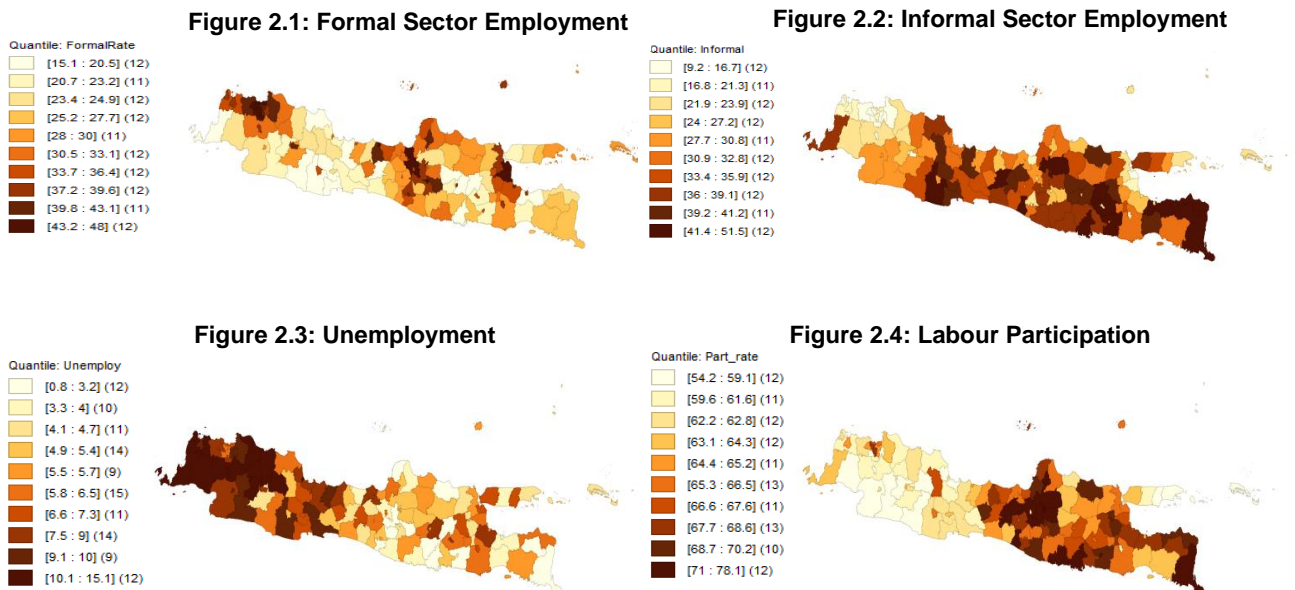 Figure 2.1: Formal Sector Employment
Quantile: FormalRate
[15.1 : 20.5] (12)
[20.7 : 23.2] (11)
[23.4 : 24.9] (12)
[25.2 : 27.7] (12)
[28 : 30] (11)
[30.5 : 33.1] (12)
[33.7 : 36.4] (12)
[37.2 : 39.6] (12)
[39.8 : 43.1] (11)
[43.2 : 48] (12)
Figure 2.2: Informal Sector Employment
Quantile: Informal
[9.2 : 16.7] (12)
[16.8 : 21.3] (11)
[21.9 : 23.9] (12)
[24 : 27.2] (12)
[27.7 : 30.8] (11)
[30.9 : 32.8] (12)
[33.4 : 35.9] (12)
[36 : 39.1] (12)
[39.2 : 41.2] (11)
[41.4 : 51.5] (12)
Figure 2.3: Unemployment
Quantile: Unemploy
[0.8 : 3.2] (12)
[3.3 : 4] (10)
[4.1 : 4.7] (11)
[4.9 : 5.4] (14)
[5.5 : 5.7] (9)
[5.8 : 6.5] (15)
[6.6 : 7.3] (11)
[7.5 : 9] (14)
[9.1 : 10] (9)
[10.1 : 15.1] (12)
Figure 2.4: Labour Participation
Quantile: Part_rate
[54.2 : 59.1] (12)
[59.6 : 61.6] (11)
[62.2 : 62.8] (12)
[63.1 : 64.3] (12)
[64.4 : 65.2] (11)
[65.3 : 66.5] (13)
[66.6 : 67.6] (11)
[67.7 : 68.6] (13)
[68.7 : 70.2] (10)
[71 : 78.1] (12)